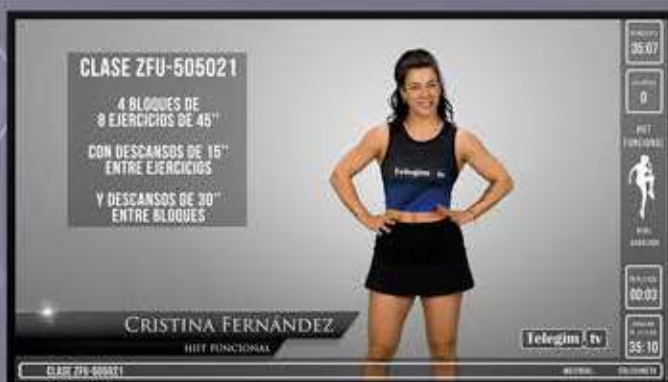 CLASE ZFU-505021
4 BLOQUES DE
8 EJERCICIOS DE 45''
CON DESCANSOS DE 15''
ENTRE EJERCICIOS
Y DESCANSOS DE 30''
ENTRE BLOQUES
Telegim tv
CRISTINA FERNÁNDEZ
HIIT FUNCIONAL
Telegim.tv
35:07
0
HIIT
FUNCIONAL
00:03
35:10
CLASE ZFU-505021